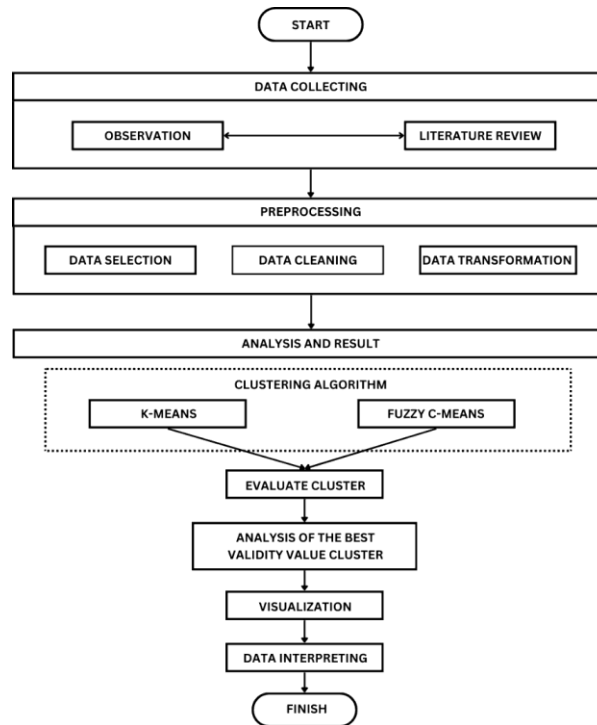 START
DATA COLLECTING
OBSERVATION
LITERATURE REVIEW
PREPROCESSING
DATA SELECTION
DATA CLEANING
DATA TRANSFORMATION
ANALYSIS AND RESULT
CLUSTERING ALGORITHM
K-MEANS
FUZZY C-MEANS
EVALUATE CLUSTER
ANALYSIS OF THE BEST
VALIDITY VALUE CLUSTER
VISUALIZATION
DATA INTERPRETING
FINISH